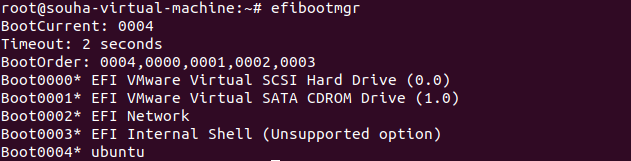 root@souha-virtual-machine:~# efibootmgr
BootCurrent: 0004
Timeout: 2 seconds
BootOrder: 0004,0000,0001,0002,0003
Boot0000* EFI VMware Virtual SCSI Hard Drive (0.0)
Boot0001* EFI VMware Virtual SATA CDROM Drive (1.0)
Boot0002* EFI Network
Boot0003* EFI Internal Shell (Unsupported option)
Boot0004* ubuntu